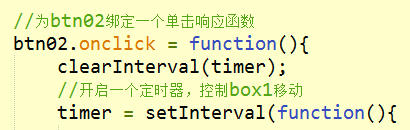 //为btn02绑定一个单击响应函数
btn02.onclick = function(){
    clearInterval(timer);
    //开启一个定时器，控制box1移动
    timer = setInterval(function(){